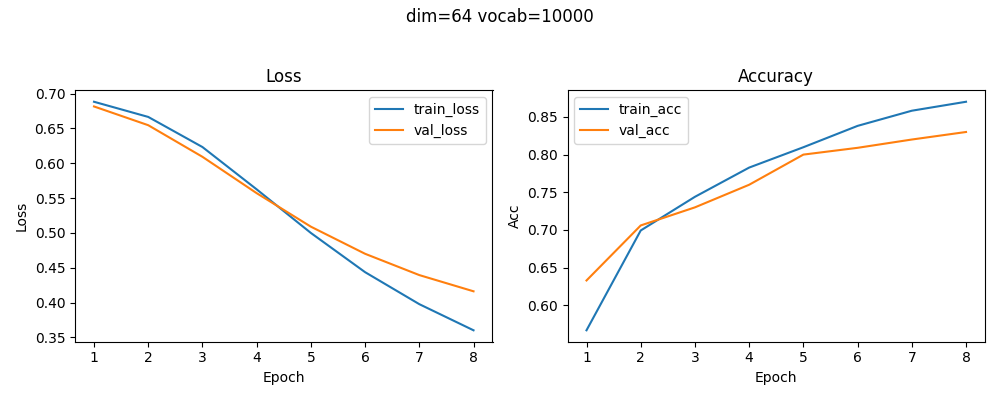 dim=64 vocab=10000
Loss
0.70
0.65
0.60
0.55
0.50
0.45
0.40
0.35
Loss
train_loss
val_loss
1 2 3 4 5 6 7 8
Epoch
Accuracy
0.85
0.80
0.75
0.70
0.65
0.60
Acc
train_acc
val_acc
1 2 3 4 5 6 7 8
Epoch